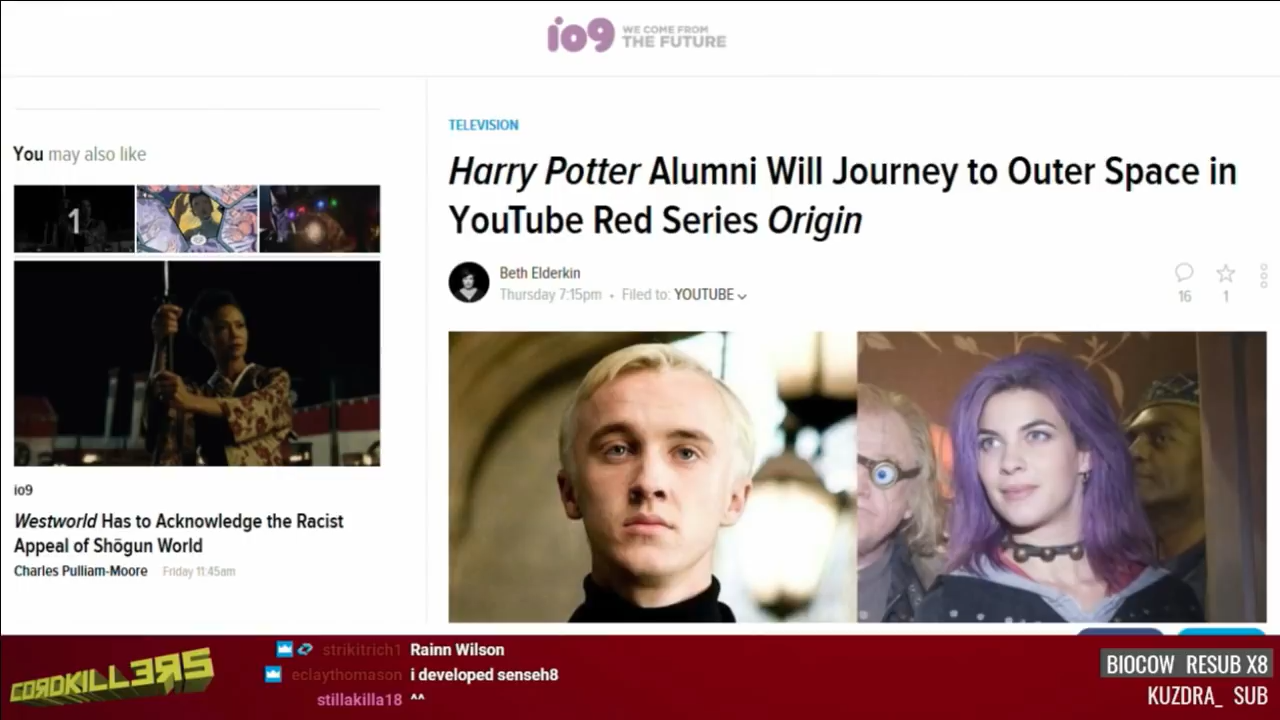 io9 WE COME FROM
THE FUTURE
You may also like
1
io9
Westworld Has to Acknowledge the Racist
Appeal of Shōgun World
Charles Pulliam-Moore Friday 11:45am
TELEVISION
Harry Potter Alumni Will Journey to Outer Space in
YouTube Red Series Origin
Beth Elderkin
Thursday 7:15pm • Filed to: YOUTUBE
16 1
CORDKILL3RS
strikitrich1 Rainn Wilson
eclaythomason i developed senseh8
stillakilla18 ^^
BIOCOW RESUB X8
KUZDRA_ SUB